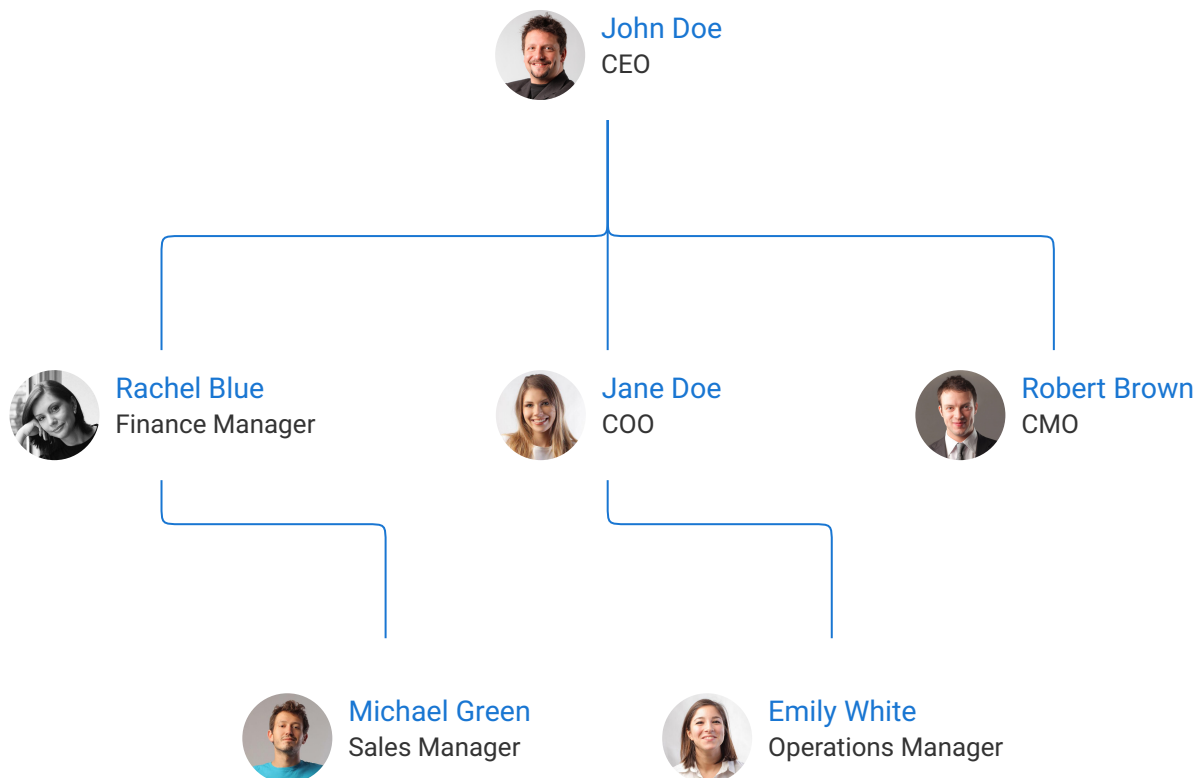 John Doe
CEO
Rachel Blue
Finance Manager
Jane Doe
COO
Robert Brown
CMO
Michael Green
Sales Manager
Emily White
Operations Manager